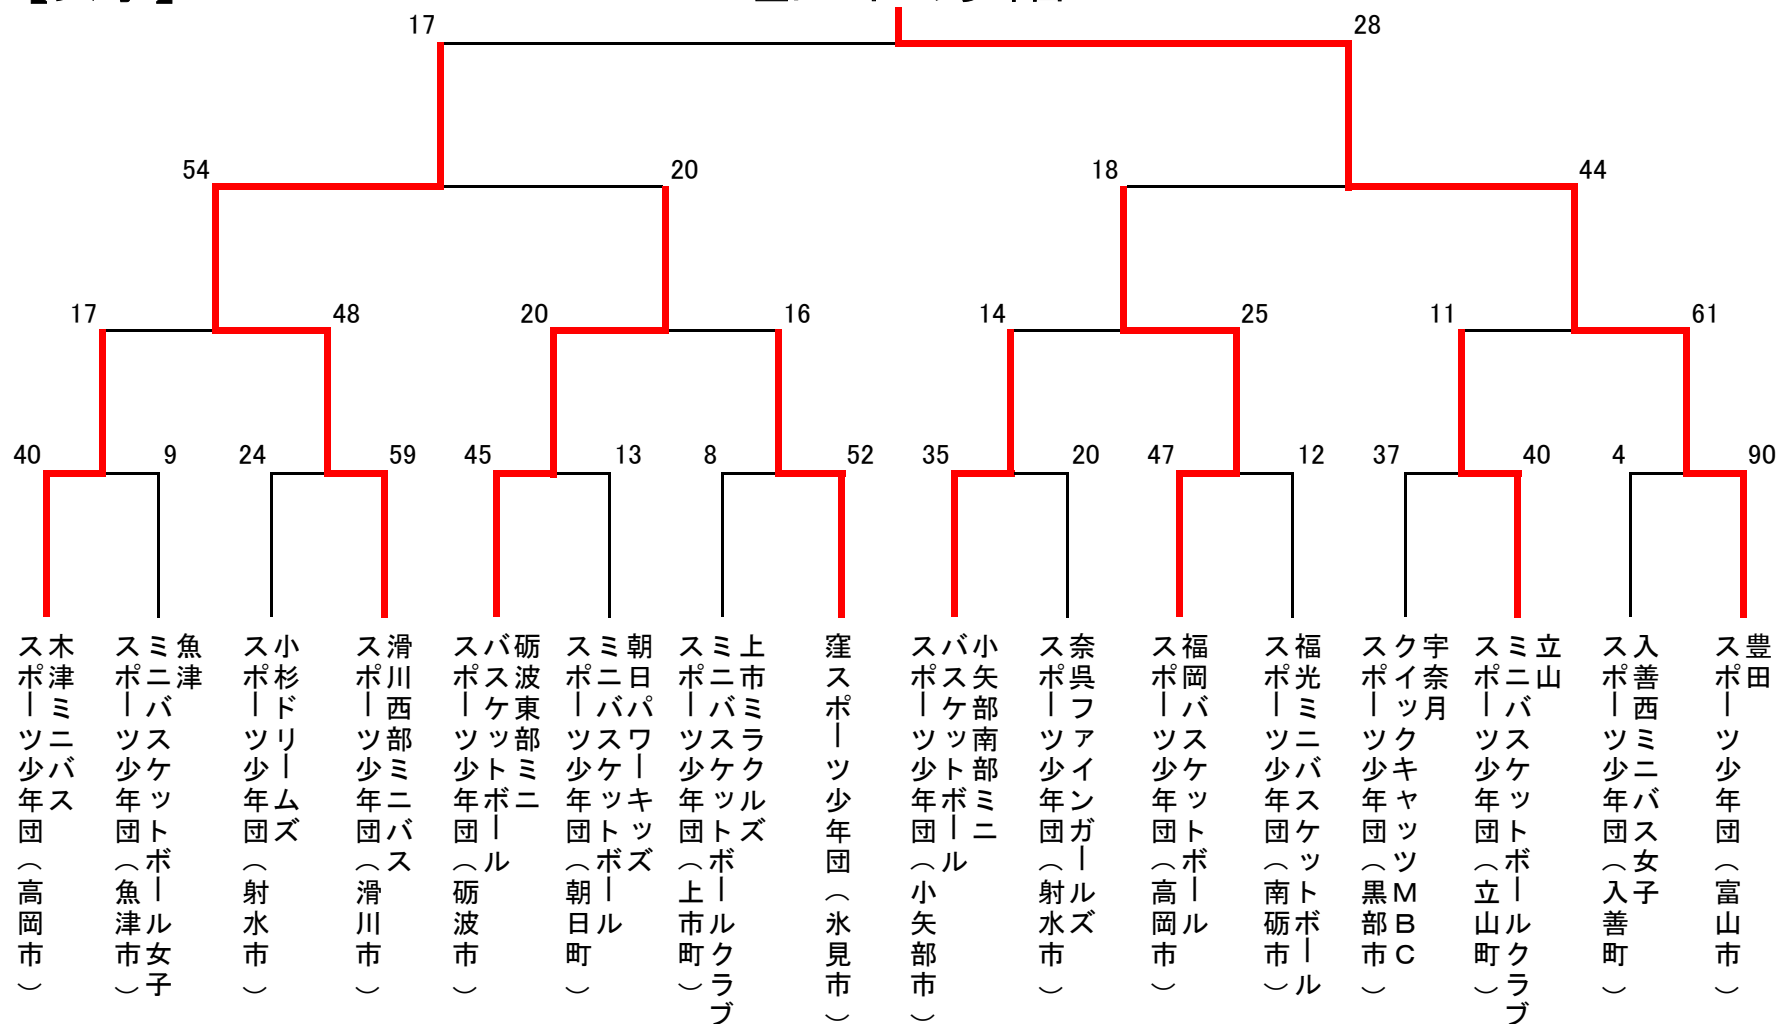 17
28
54
20
18
44
17
48
20
16
14
25
11
61
40
9
24
59
45
13
8
52
35
20
47
12
37
40
4
90
木津ミニバス
スポーツ少年団（高岡市）
魚津
ミニバスケットボール女子
スポーツ少年団（魚津市）
小杉ドリームズ
スポーツ少年団（射水市）
滑川西部ミニバス
スポーツ少年団（滑川市）
砺波東部ミニ
バスケットボール
スポーツ少年団（砺波市）
朝日パワーキッズ
ミニバスケットボール
スポーツ少年団（朝日町）
上市ミラクルズ
ミニバスケットボールクラブ
スポーツ少年団（上市町）
窪スポーツ少年団（氷見市）
小矢部南部ミニ
バスケットボール
スポーツ少年団（小矢部市）
奈呉ファインガールズ
スポーツ少年団（射水市）
福岡バスケットボール
スポーツ少年団（高岡市）
福光ミニバスケットボール
スポーツ少年団（南砺市）
宇奈月
クイックキャッツＭＢＣ
スポーツ少年団（黒部市）
立山
ミニバスケットボールクラブ
スポーツ少年団（立山町）
入善西ミニバス女子
スポーツ少年団（入善町）
豊田
スポーツ少年団（富山市）